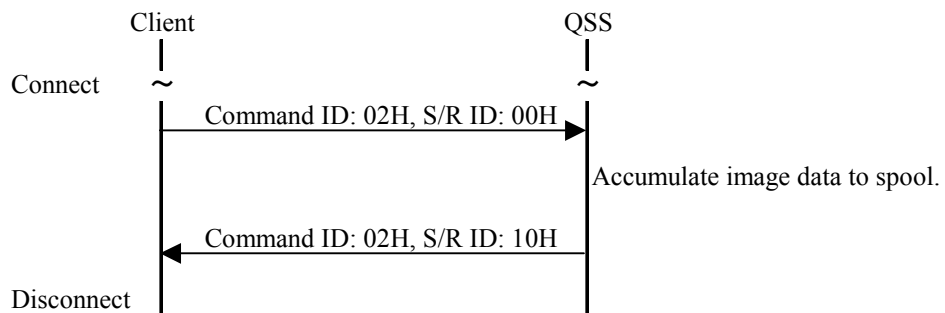 Client
QSS
Connect
Command ID: 02H, S/R ID: 00H
Accumulate image data to spool.
Command ID: 02H, S/R ID: 10H
Disconnect